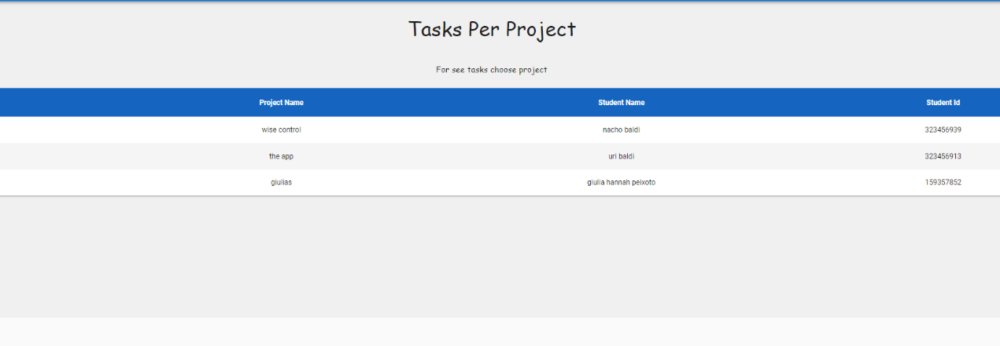 Tasks Per Project
For see tasks choose project
Project Name Student Name Student Id
wise control nacho baldi 323456939
the app uri baldi 323456913
giulias giulia hannah peixoto 159357852